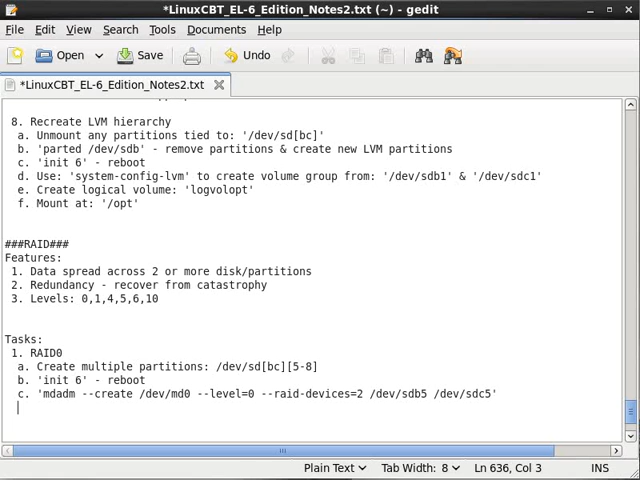 *LinuxCBT_EL-6_Edition_Notes2.txt (~) - gedit
File Edit View Search Tools Documents Help
Open Save Undo
*LinuxCBT_EL-6_Edition_Notes2.txt
8. Recreate LVM hierarchy
a. Unmount any partitions tied to: '/dev/sd[bc]'
b. 'parted /dev/sdb' - remove partitions & create new LVM partitions
c. 'init 6' - reboot
d. Use: 'system-config-lvm' to create volume group from: '/dev/sdb1' & '/dev/sdc1'
e. Create logical volume: 'logvolopt'
f. Mount at: '/opt'
###RAID###
Features:
1. Data spread across 2 or more disk/partitions
2. Redundancy - recover from catastrophy
3. Levels: 0,1,4,5,6,10
Tasks:
1. RAID0
a. Create multiple partitions: /dev/sd[bc][5-8]
b. 'init 6' - reboot
c. 'mdadm --create /dev/md0 --level=0 --raid-devices=2 /dev/sdb5 /dev/sdc5'
Plain Text Tab Width: 8 Ln 636, Col 3 INS